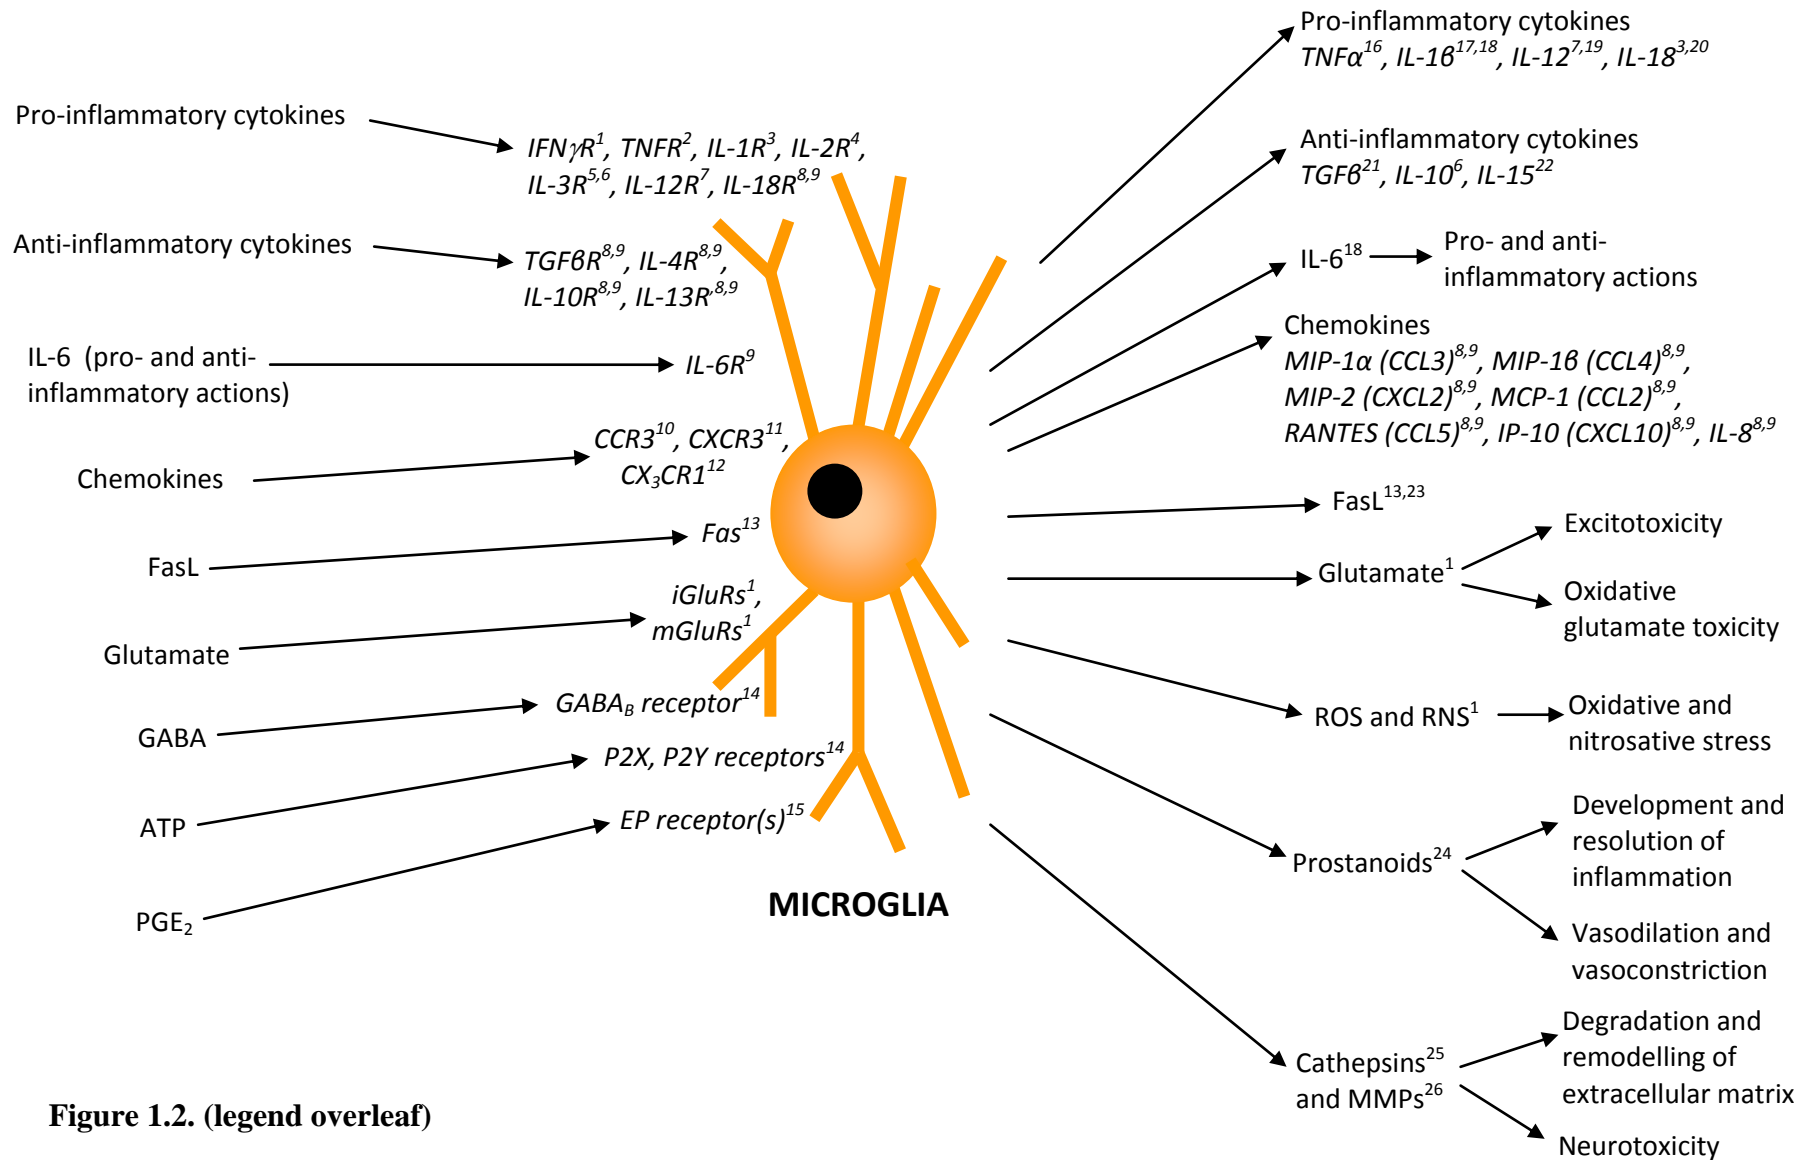 Pro-inflammatory cytokines
IFNγR¹, TNFR², IL-1R³, IL-2R⁴,
IL-3R⁵,⁶, IL-12R⁷, IL-18R⁸,⁹
Anti-inflammatory cytokines
TGFβR⁸,⁹, IL-4R⁸,⁹,
IL-10R⁸,⁹, IL-13R,⁸,⁹
IL-6 (pro- and anti-
inflammatory actions)
IL-6R⁹
Chemokines
CCR3¹⁰, CXCR3¹¹,
CX₃CR1¹²
FasL
Fas¹³
Glutamate
iGluRs¹,
mGluRs¹
GABA
GABA_B receptor¹⁴
ATP
P2X, P2Y receptors¹⁴
PGE₂
EP receptor(s)¹⁵
MICROGLIA
Pro-inflammatory cytokines
TNFα¹⁶, IL-1β¹⁷,¹⁸, IL-12⁷,¹⁹, IL-18³,²⁰
Anti-inflammatory cytokines
TGFβ²¹, IL-10⁶, IL-15²²
IL-6¹⁸
Pro- and anti-
inflammatory actions
Chemokines
MIP-1α (CCL3)⁸,⁹, MIP-1β (CCL4)⁸,⁹,
MIP-2 (CXCL2)⁸,⁹, MCP-1 (CCL2)⁸,⁹,
RANTES (CCL5)⁸,⁹, IP-10 (CXCL10)⁸,⁹, IL-8⁸,⁹
FasL¹³,²³
Glutamate¹
Excitotoxicity
Oxidative
glutamate toxicity
ROS and RNS¹
Oxidative and
nitrosative stress
Prostanoids²⁴
Development and
resolution of
inflammation
Vasodilation and
vasoconstriction
Cathepsins²⁵
and MMPs²⁶
Degradation and
remodelling of
extracellular matrix
Neurotoxicity
Figure 1.2. (legend overleaf)